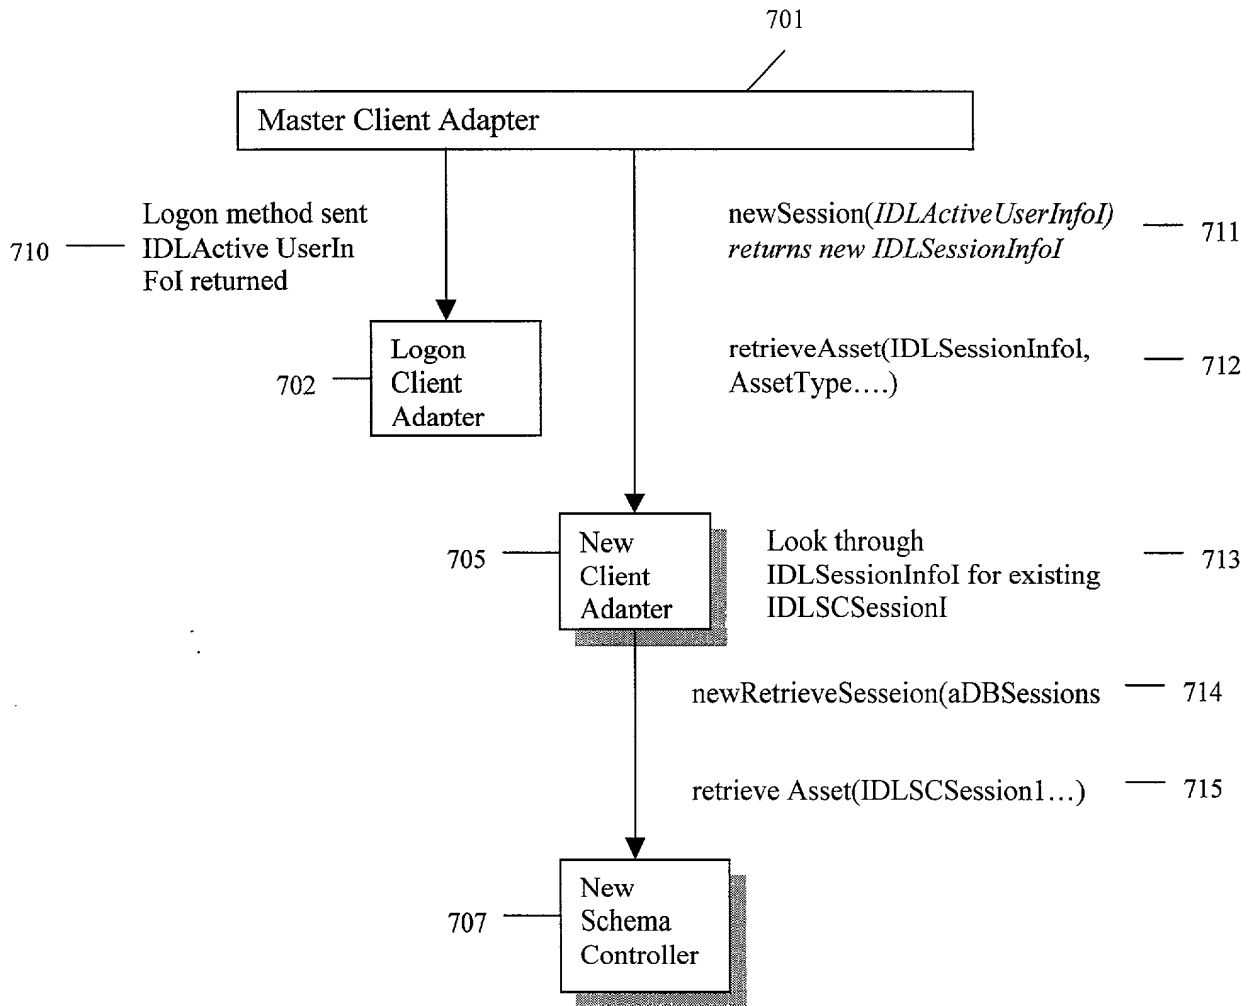 701
Master Client Adapter
Logon method sent
IDLActive UserIn
FoI returned
710
newSession(IDLActiveUserInfoI)
returns new IDLSessionInfoI
711
Logon
Client
Adapter
702
retrieveAsset(IDLSessionInfoI,
AssetType....)
712
New
Client
Adapter
705
Look through
IDLSessionInfoI for existing
IDLSCSessionI
713
newRetrieveSesseion(aDBSessions
714
retrieve Asset(IDLSCSession1...)
715
New
Schema
Controller
707